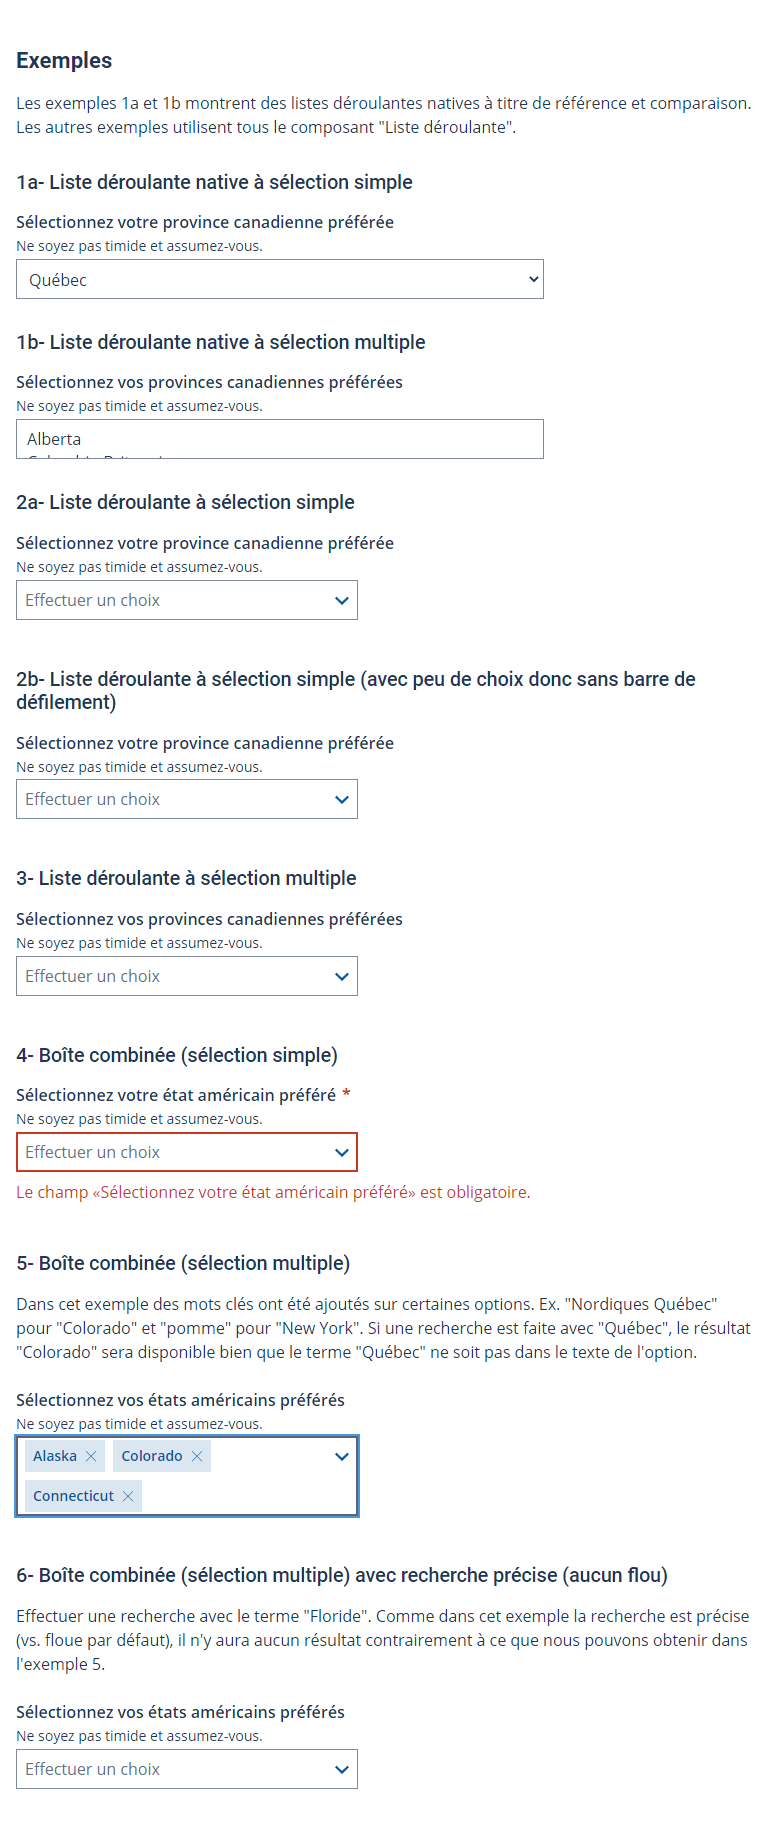 Exemples
Les exemples 1a et 1b montrent des listes déroulantes natives à titre de référence et comparaison.
Les autres exemples utilisent tous le composant "Liste déroulante".
1a- Liste déroulante native à sélection simple
Sélectionnez votre province canadienne préférée
Ne soyez pas timide et assumez-vous.
Québec
1b- Liste déroulante native à sélection multiple
Sélectionnez vos provinces canadiennes préférées
Ne soyez pas timide et assumez-vous.
Alberta
2a- Liste déroulante à sélection simple
Sélectionnez votre province canadienne préférée
Ne soyez pas timide et assumez-vous.
Effectuer un choix
2b- Liste déroulante à sélection simple (avec peu de choix donc sans barre de
défilement)
Sélectionnez votre province canadienne préférée
Ne soyez pas timide et assumez-vous.
Effectuer un choix
3- Liste déroulante à sélection multiple
Sélectionnez vos provinces canadiennes préférées
Ne soyez pas timide et assumez-vous.
Effectuer un choix
4- Boîte combinée (sélection simple)
Sélectionnez votre état américain préféré *
Ne soyez pas timide et assumez-vous.
Effectuer un choix
Le champ «Sélectionnez votre état américain préféré» est obligatoire.
5- Boîte combinée (sélection multiple)
Dans cet exemple des mots clés ont été ajoutés sur certaines options. Ex. "Nordiques Québec"
pour "Colorado" et "pomme" pour "New York". Si une recherche est faite avec "Québec", le résultat
"Colorado" sera disponible bien que le terme "Québec" ne soit pas dans le texte de l'option.
Sélectionnez vos états américains préférés
Ne soyez pas timide et assumez-vous.
Alaska Colorado
Connecticut
6- Boîte combinée (sélection multiple) avec recherche précise (aucun flou)
Effectuer une recherche avec le terme "Floride". Comme dans cet exemple la recherche est précise
(vs. floue par défaut), il n'y aura aucun résultat contrairement à ce que nous pouvons obtenir dans
l'exemple 5.
Sélectionnez vos états américains préférés
Ne soyez pas timide et assumez-vous.
Effectuer un choix